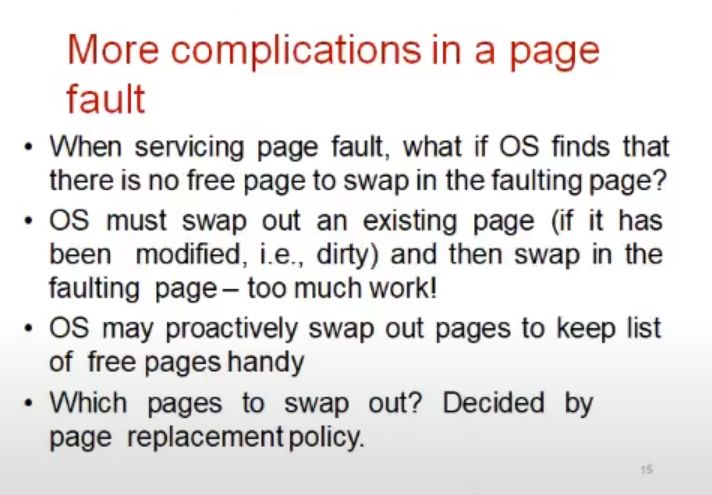 More complications in a page
fault
• When servicing page fault, what if OS finds that
there is no free page to swap in the faulting page?
• OS must swap out an existing page (if it has
been modified, i.e., dirty) and then swap in the
faulting page – too much work!
• OS may proactively swap out pages to keep list
of free pages handy
• Which pages to swap out? Decided by
page replacement policy.
15